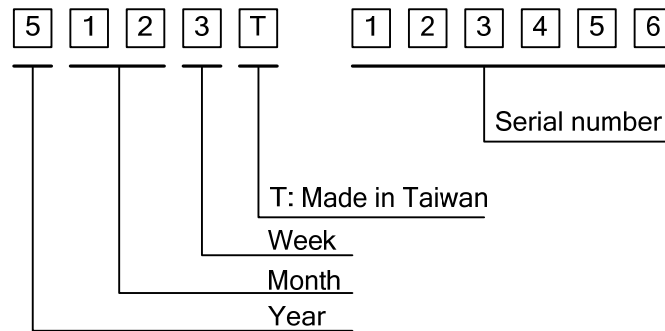 5 1 2 3 T 1 2 3 4 5 6
Serial number
T: Made in Taiwan
Week
Month
Year